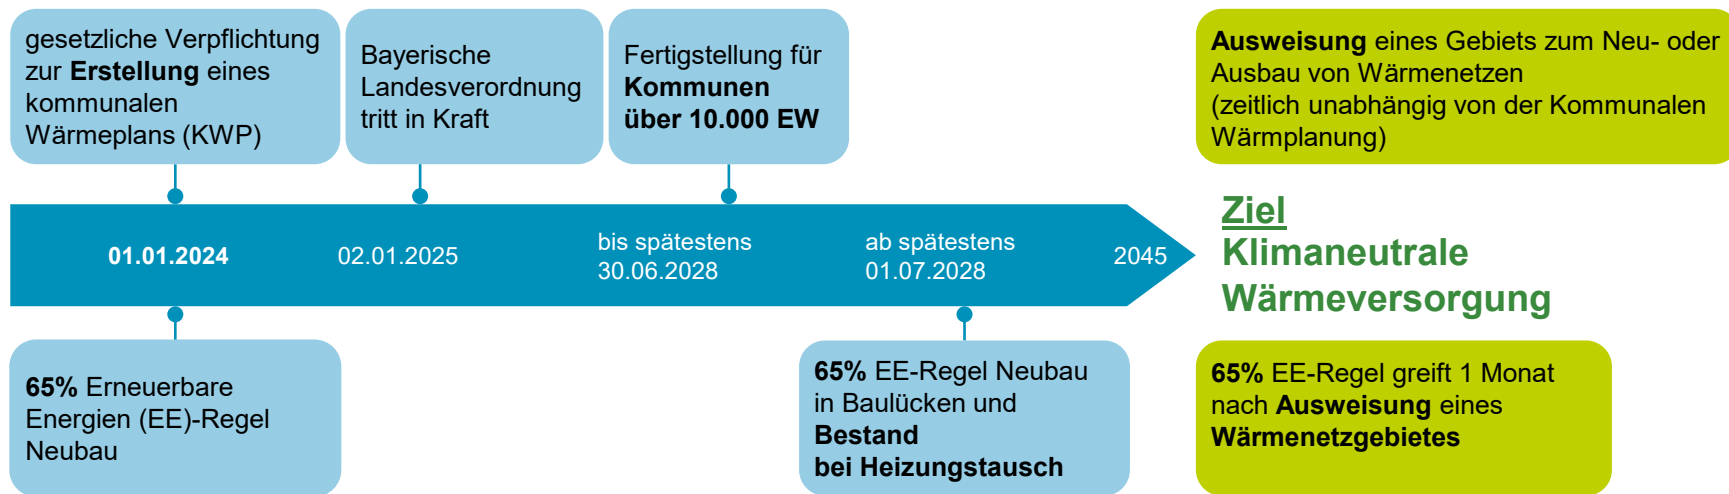 gesetzliche Verpflichtung
zur Erstellung eines
kommunalen
Wärmeplans (KWP)
Bayerische
Landesverordnung
tritt in Kraft
Fertigstellung für
Kommunen
über 10.000 EW
Ausweisung eines Gebiets zum Neu- oder
Ausbau von Wärmenetzen
(zeitlich unabhängig von der Kommunalen
Wärmplanung)
01.01.2024
02.01.2025
bis spätestens
30.06.2028
ab spätestens
01.07.2028
2045
Ziel
Klimaneutrale
Wärmeversorgung
65% Erneuerbare
Energien (EE)-Regel
Neubau
65% EE-Regel Neubau
in Baulücken und
Bestand
bei Heizungstausch
65% EE-Regel greift 1 Monat
nach Ausweisung eines
Wärmenetzgebietes